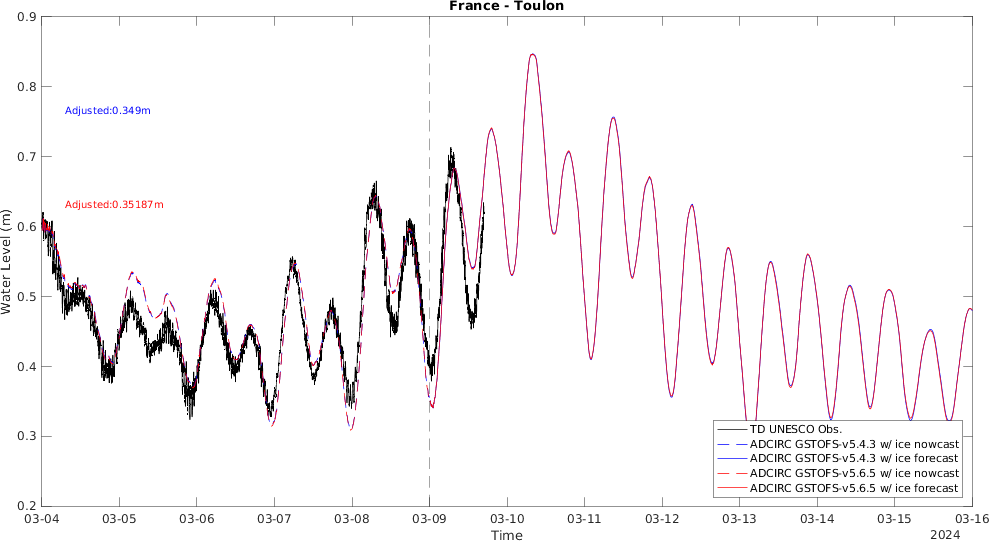 France - Toulon
0.9
0.8
0.7
0.6
0.5
0.4
0.3
0.2
Water Level (m)
Adjusted:0.349m
Adjusted:0.35187m
TD UNESCO Obs.
ADCIRC GSTOFS-v5.4.3 w/ ice nowcast
ADCIRC GSTOFS-v5.4.3 w/ ice forecast
ADCIRC GSTOFS-v5.6.5 w/ ice nowcast
ADCIRC GSTOFS-v5.6.5 w/ ice forecast
03-04 03-05 03-06 03-07 03-08 03-09 03-10 03-11 03-12 03-13 03-14 03-15 03-16
Time
2024